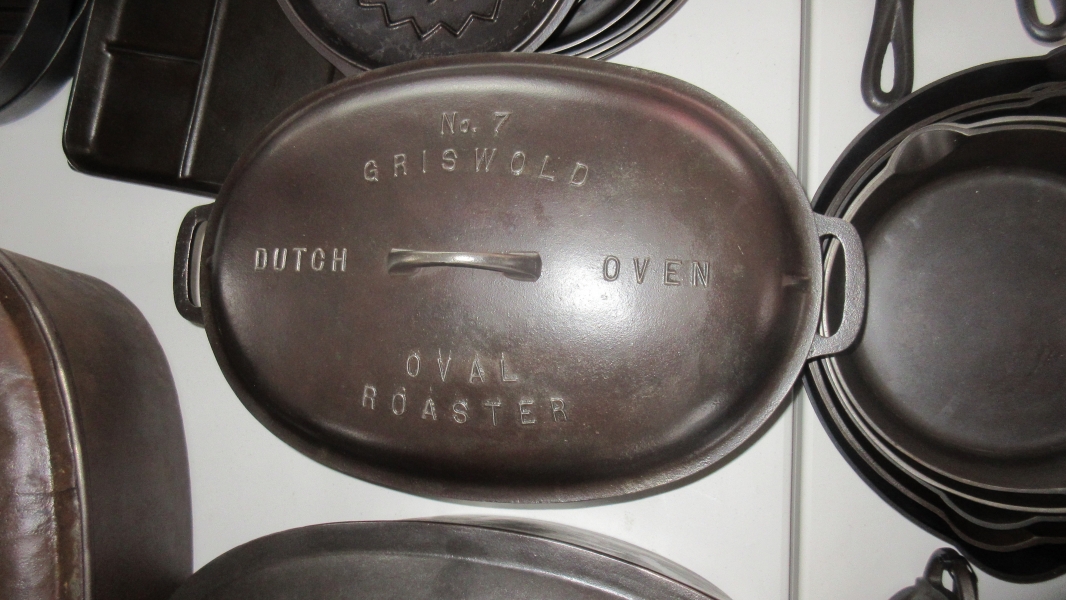 No. 7
GRISWOLD
DUTCH OVEN
OVAL
ROASTER